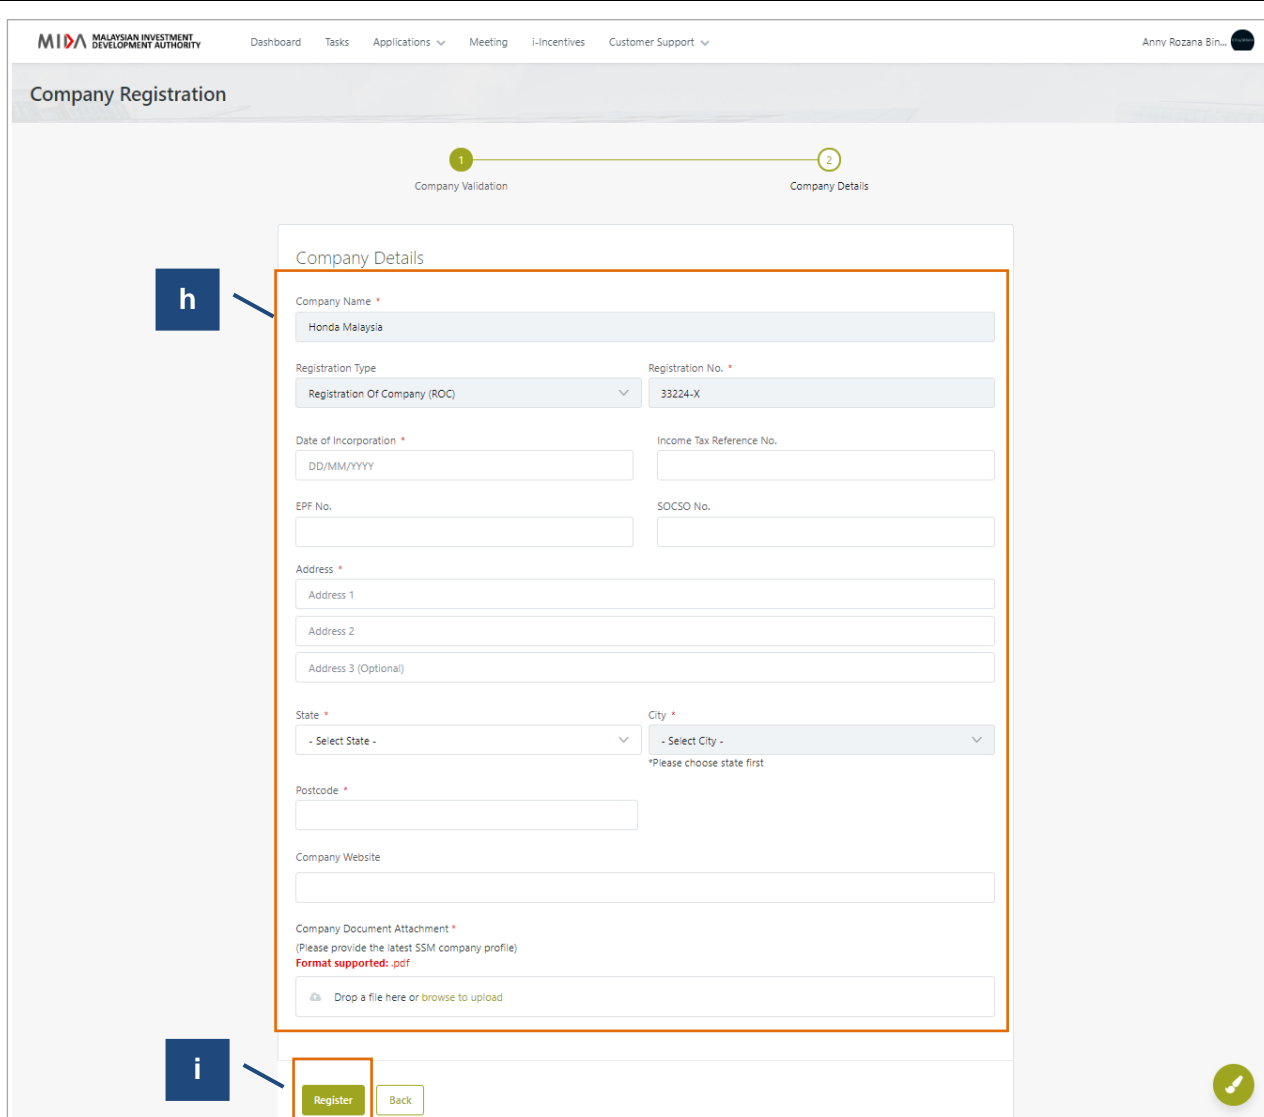 MIDA MALAYSIAN INVESTMENT DEVELOPMENT AUTHORITY Dashboard Tasks Applications Meeting i-Incentives Customer Support Anny Rozana Bin...
Company Registration
1 2
Company Validation Company Details
Company Details
h
Company Name *
Honda Malaysia
Registration Type Registration No. *
Registration Of Company (ROC) 33224-X
Date of Incorporation * Income Tax Reference No.
DD/MM/YYYY
EPF No. SOCSO No.
Address *
Address 1
Address 2
Address 3 (Optional)
State * City *
- Select State - - Select City -
*Please choose state first
Postcode *
Company Website
Company Document Attachment *
(Please provide the latest SSM company profile)
Format supported: .pdf
Drop a file here or browse to upload
i
Register Back